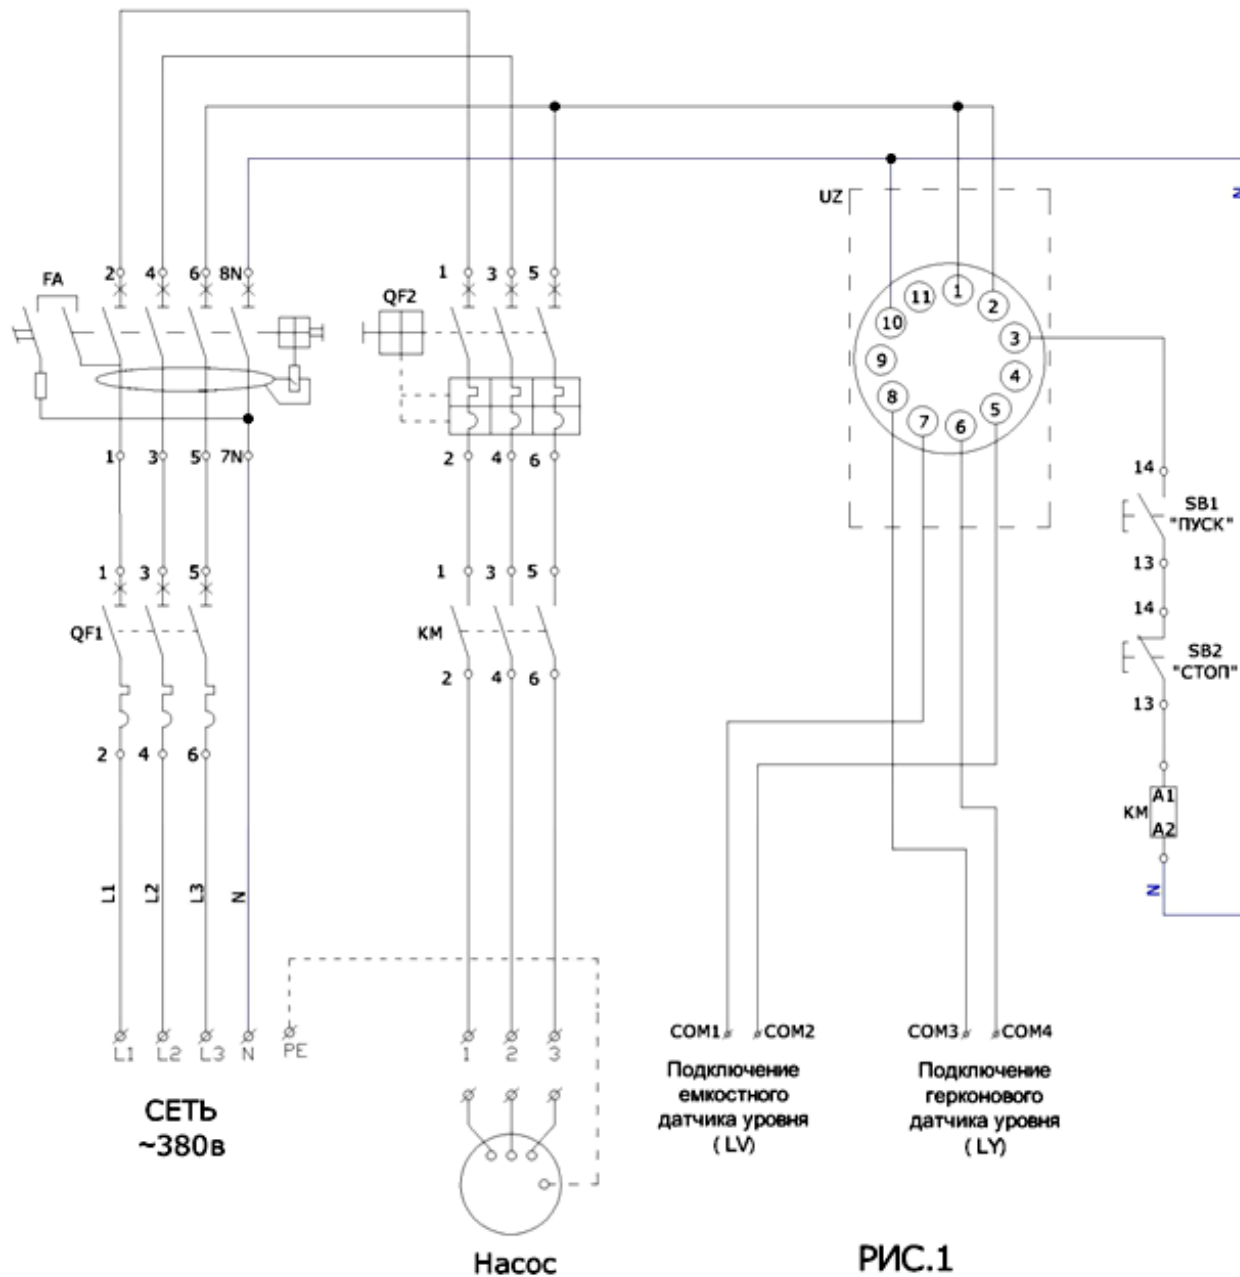 N
UZ
FA
2
4
6
8N
1
3
5
QF2
11
1
2
10
3
9
4
8
5
7
6
1
3
5
7N
2
4
6
14
SB1
"ПУСК"
13
1
3
5
1
3
5
14
QF1
KM
SB2
"СТОП"
2
4
6
13
2
4
6
A1
KM
A2
L1
L2
L3
N
N
L1
L2
L3
N
PE
1
2
3
COM1
COM2
COM3
COM4
СЕТЬ
~380в
Подключение
емкостного
датчика уровня
( LV)
Подключение
герконового
датчика уровня
( LY)
Насос
РИС.1